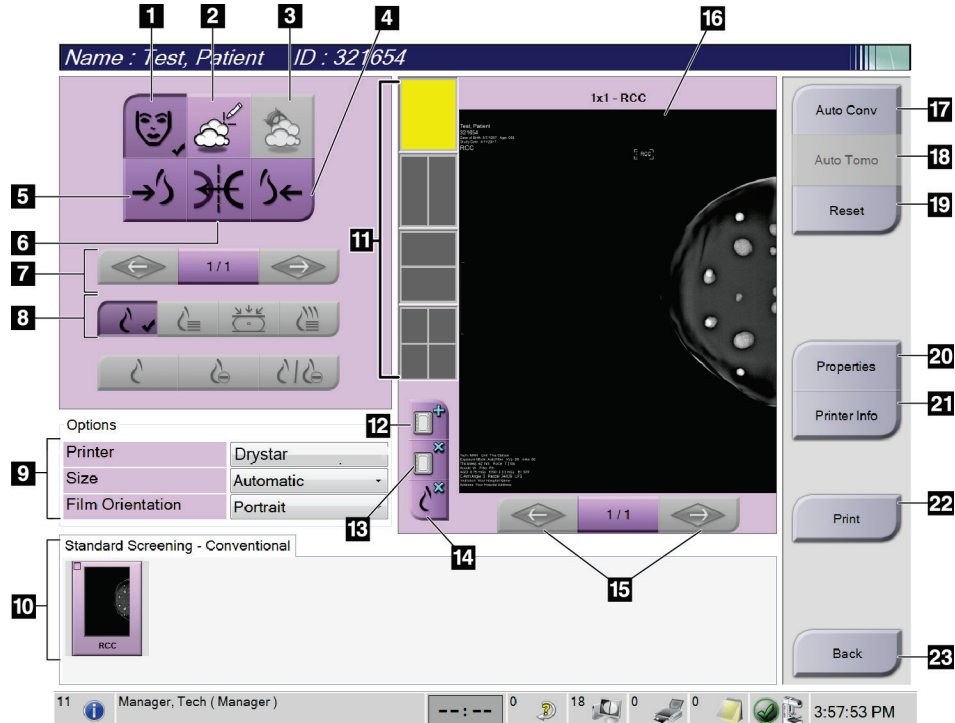 1 2 3 4
16
Name : Test, Patient ID : 321654
11
1x1 - RCC
Test, Patient
321654
RCC
RCC
Auto Conv
17
Auto Tomo
18
Reset
19
5
6
7
1 / 1
8
Properties
20
Printer Info
21
12
Options
9
Printer
Drystar
Size
Automatic
Film Orientation
Portrait
13
14
1 / 1
15
Print
22
Standard Screening - Conventional
10
RCC
Back
23
11
Manager, Tech ( Manager )
--:--
0
18
0
0
3:57:53 PM